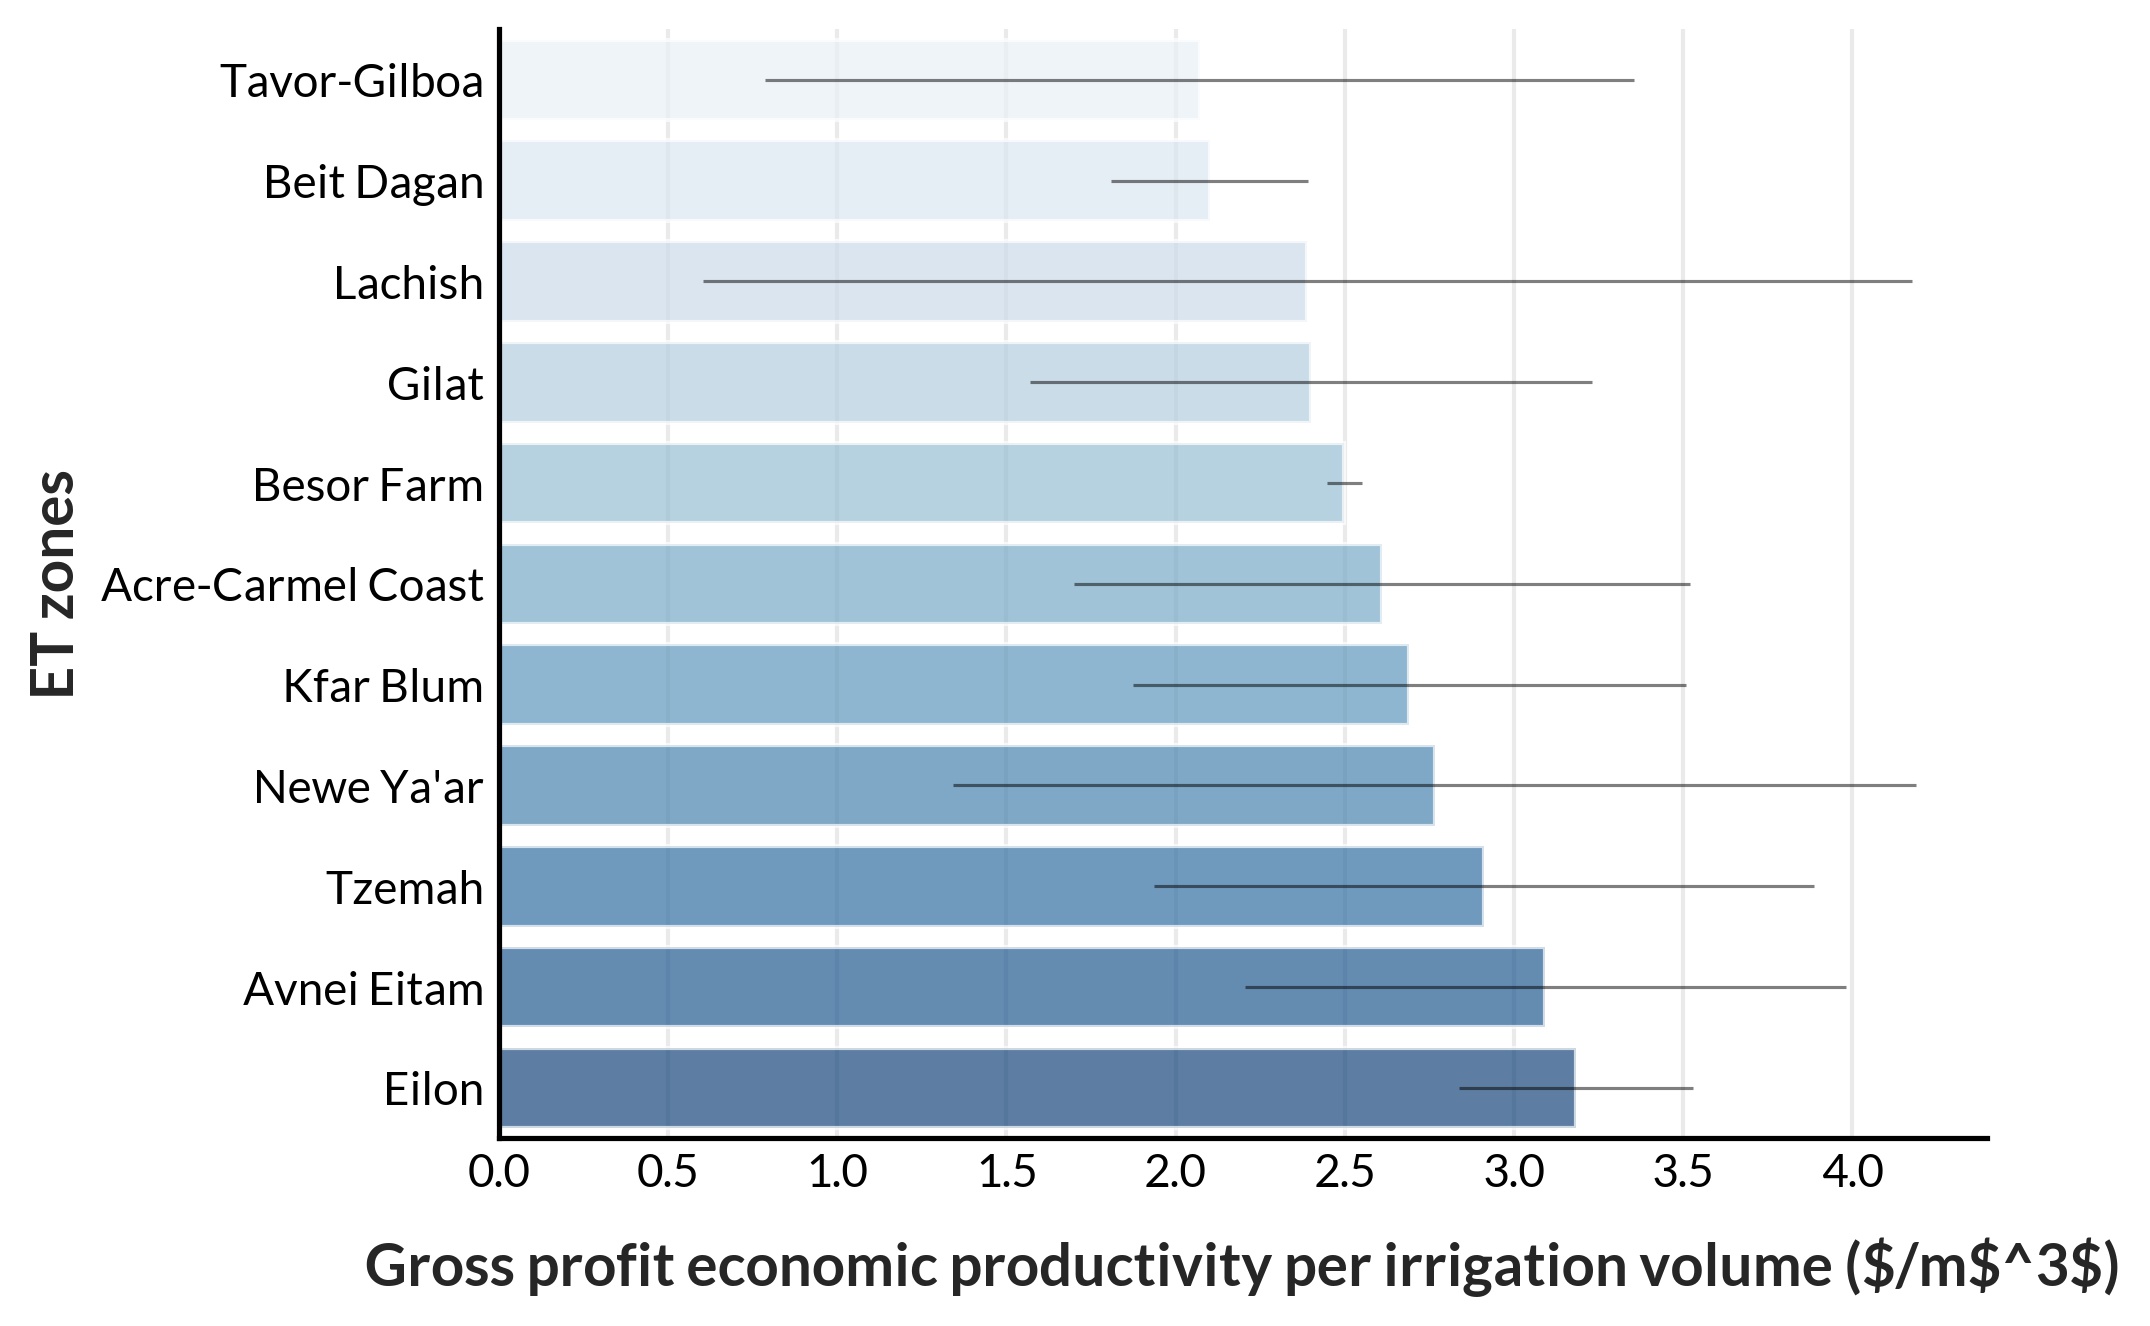 Tavor-Gilboa
Beit Dagan
Lachish
Gilat
Besor Farm
Acre-Carmel Coast
Kfar Blum
Newe Ya'ar
Tzemah
Avnei Eitam
Eilon
ET zones
0.0 0.5 1.0 1.5 2.0 2.5 3.0 3.5 4.0
Gross profit economic productivity per irrigation volume ($/m$^3$)